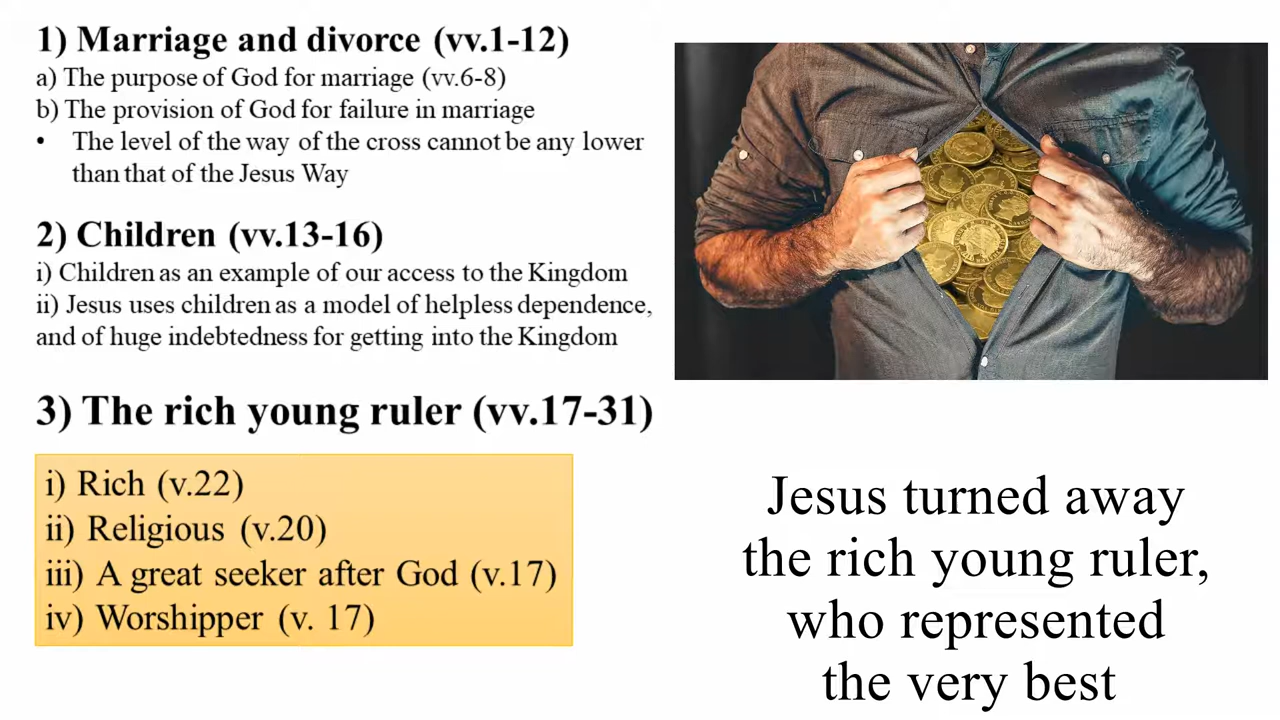 1) Marriage and divorce (vv.1-12)
a) The purpose of God for marriage (vv.6-8)
b) The provision of God for failure in marriage
• The level of the way of the cross cannot be any lower
than that of the Jesus Way
2) Children (vv.13-16)
i) Children as an example of our access to the Kingdom
ii) Jesus uses children as a model of helpless dependence,
and of huge indebtedness for getting into the Kingdom
3) The rich young ruler (vv.17-31)
i) Rich (v.22)
ii) Religious (v.20)
iii) A great seeker after God (v.17)
iv) Worshipper (v. 17)
Jesus turned away
the rich young ruler,
who represented
the very best